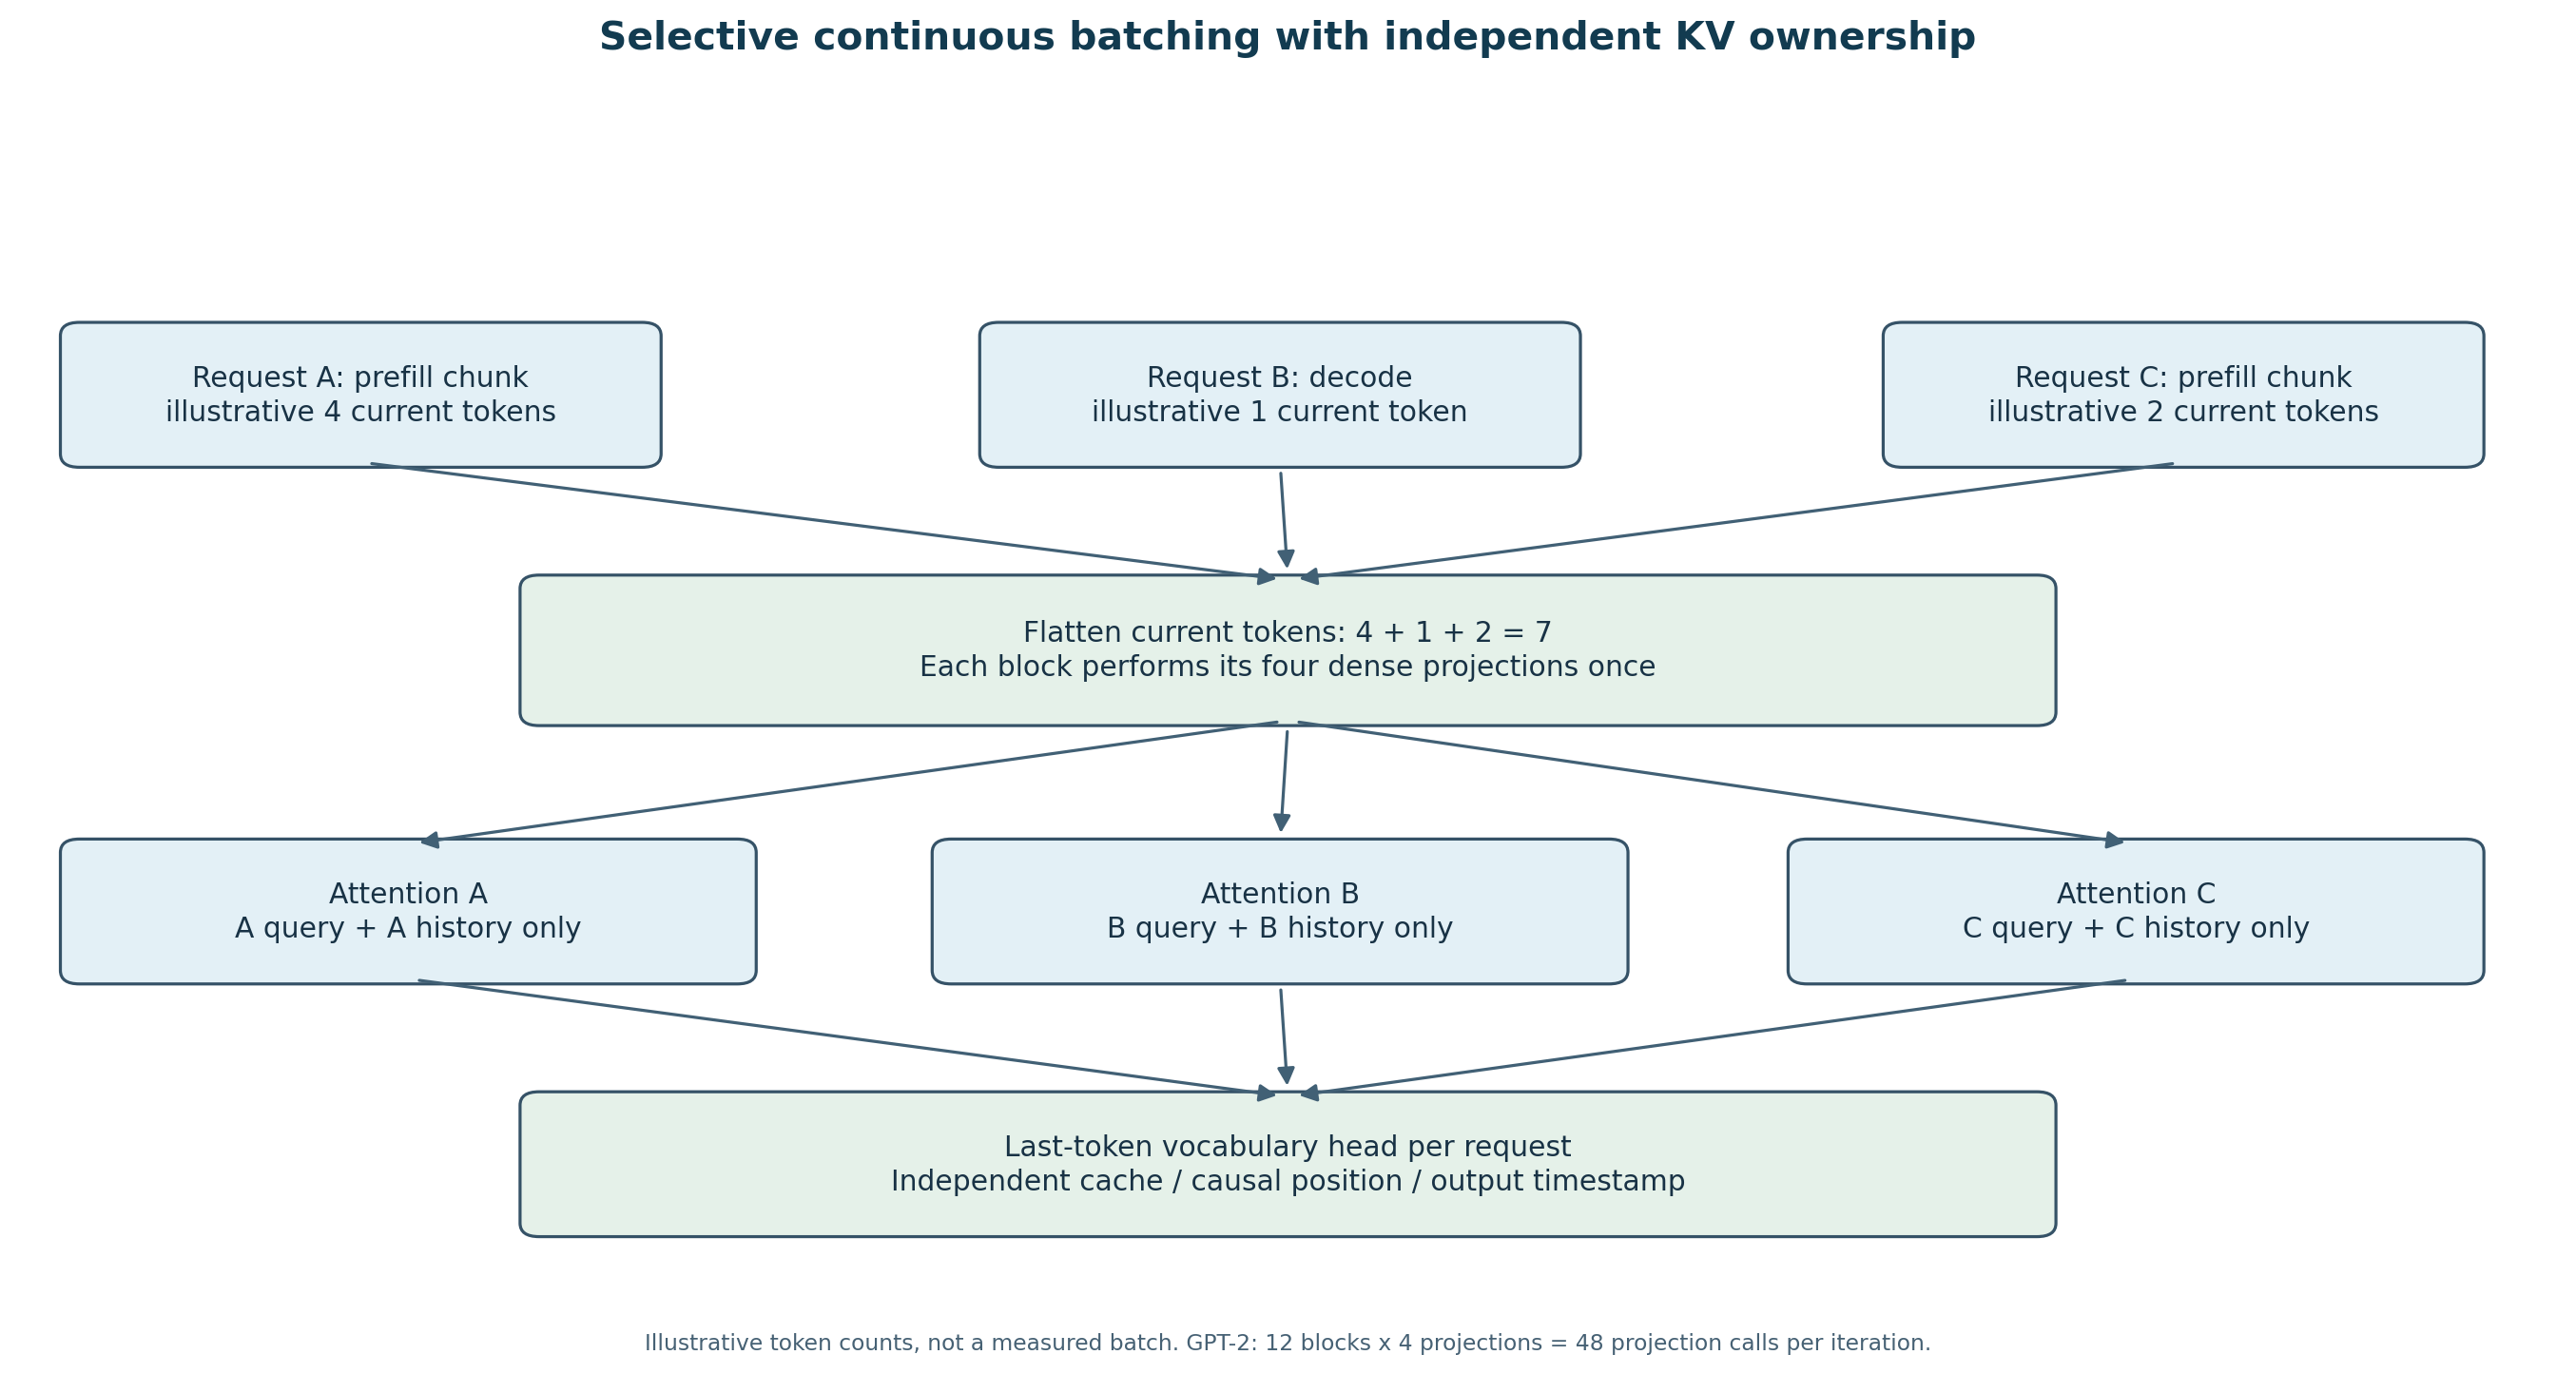 Selective continuous batching with independent KV ownership
Request A: prefill chunk
illustrative 4 current tokens
Request B: decode
illustrative 1 current token
Request C: prefill chunk
illustrative 2 current tokens
Flatten current tokens: 4 + 1 + 2 = 7
Each block performs its four dense projections once
Attention A
A query + A history only
Attention B
B query + B history only
Attention C
C query + C history only
Last-token vocabulary head per request
Independent cache / causal position / output timestamp
Illustrative token counts, not a measured batch. GPT-2: 12 blocks x 4 projections = 48 projection calls per iteration.